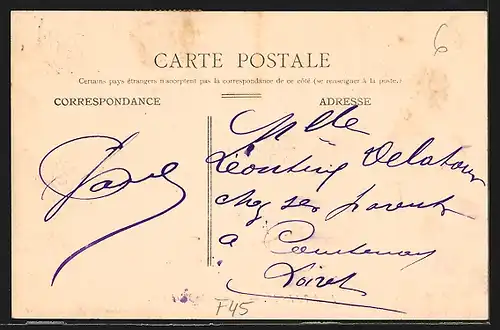 6
CARTE POSTALE
Certains pays étrangers n'acceptent pas la correspondance de ce côté (se renseigner à la poste.)
CORRESPONDANCE
ADRESSE
Mlle
Léontine Delatour
chez ses parents
à
Loiret
F45